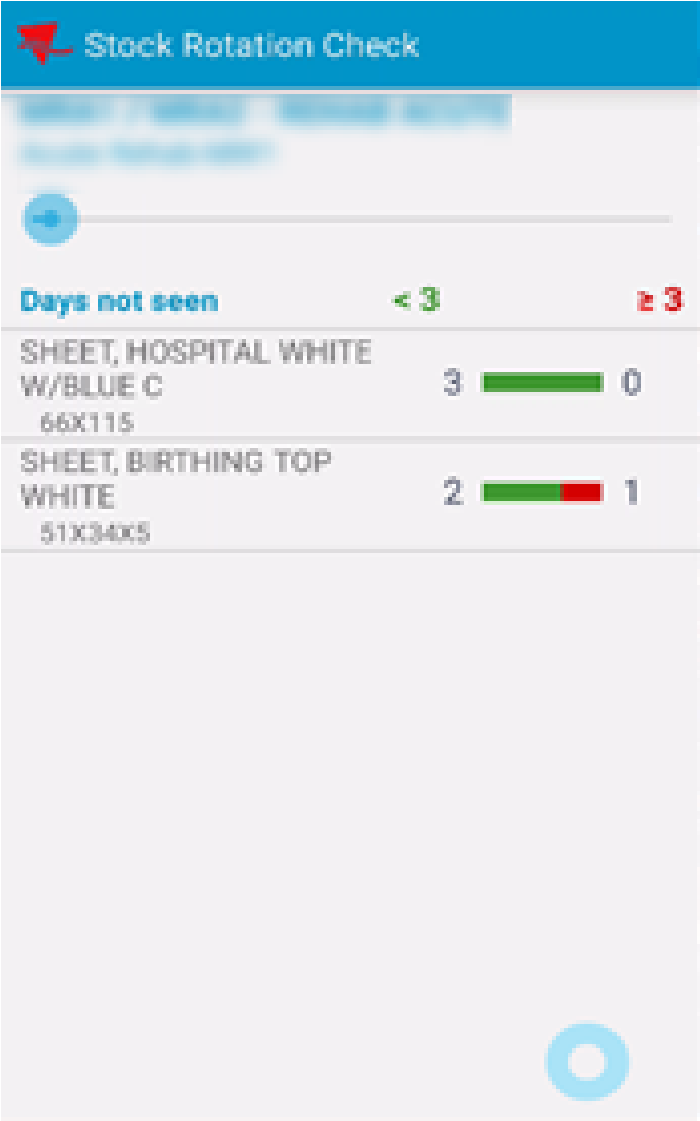 Stock Rotation Check
Days not seen < 3 ≥ 3
SHEET, HOSPITAL WHITE
W/BLUE C
3 0
66X115
SHEET, BIRTHING TOP
WHITE
2 1
51X34X5